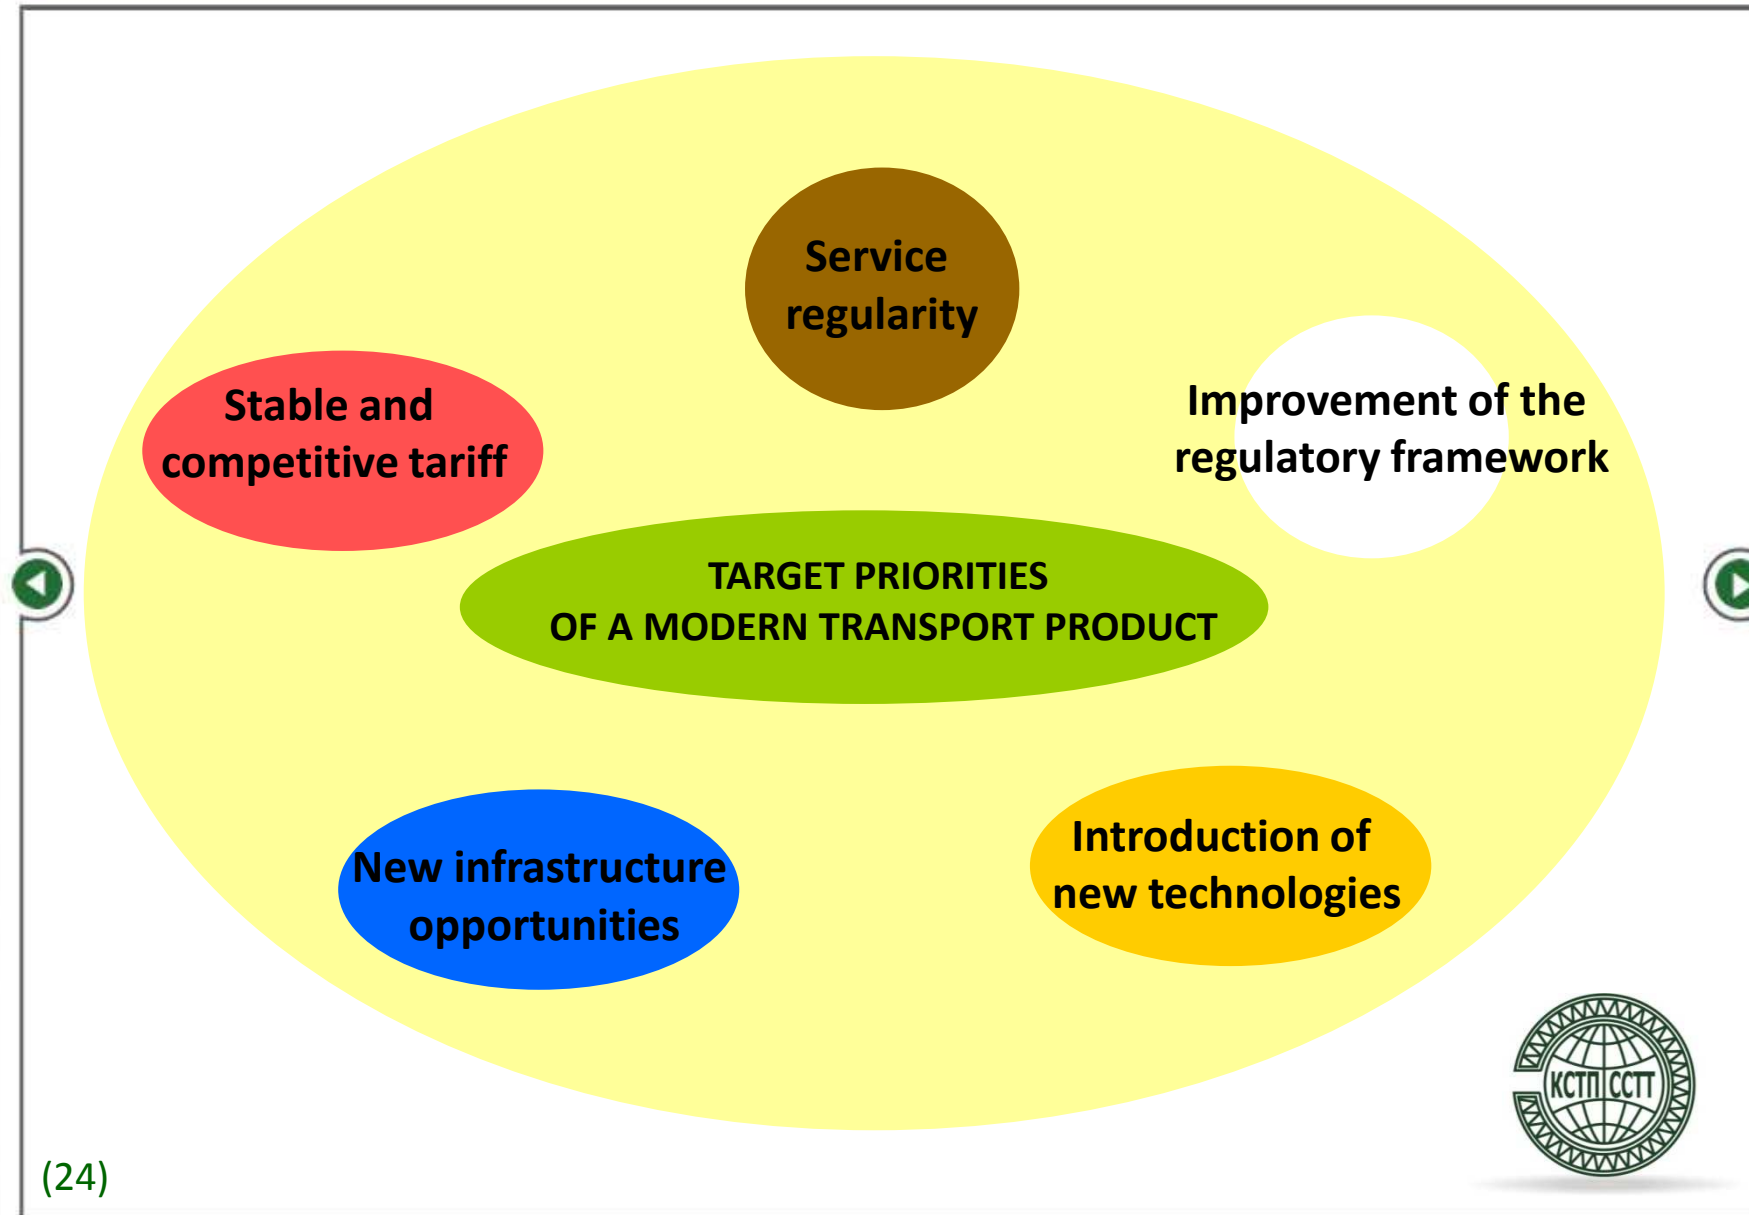 Service
regularity
Stable and
competitive tariff
Improvement of the
regulatory framework
TARGET PRIORITIES
OF A MODERN TRANSPORT PRODUCT
New infrastructure
opportunities
Introduction of
new technologies
КСТП CCTT
(24)